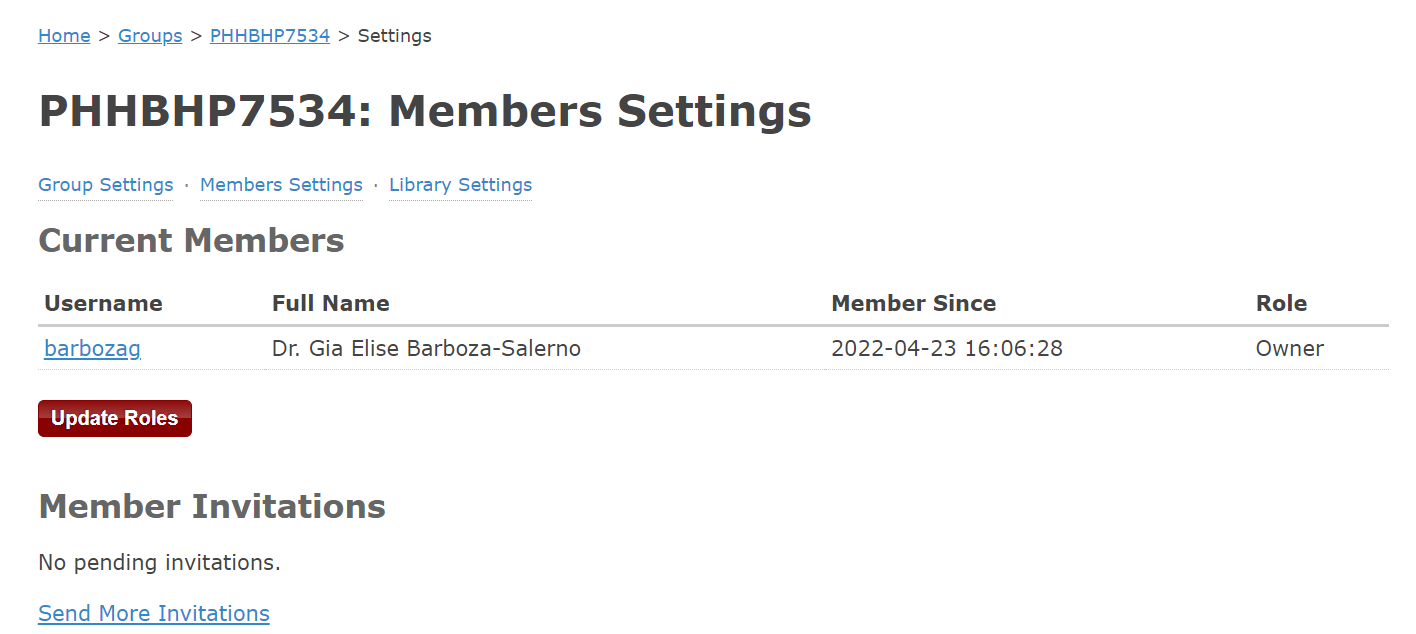 Home > Groups > PHHBHP7534 > Settings
PHHBHP7534: Members Settings
Group Settings · Members Settings · Library Settings
Current Members
Username Full Name Member Since Role
barbozag Dr. Gia Elise Barboza-Salerno 2022-04-23 16:06:28 Owner
Update Roles
Member Invitations
No pending invitations.
Send More Invitations